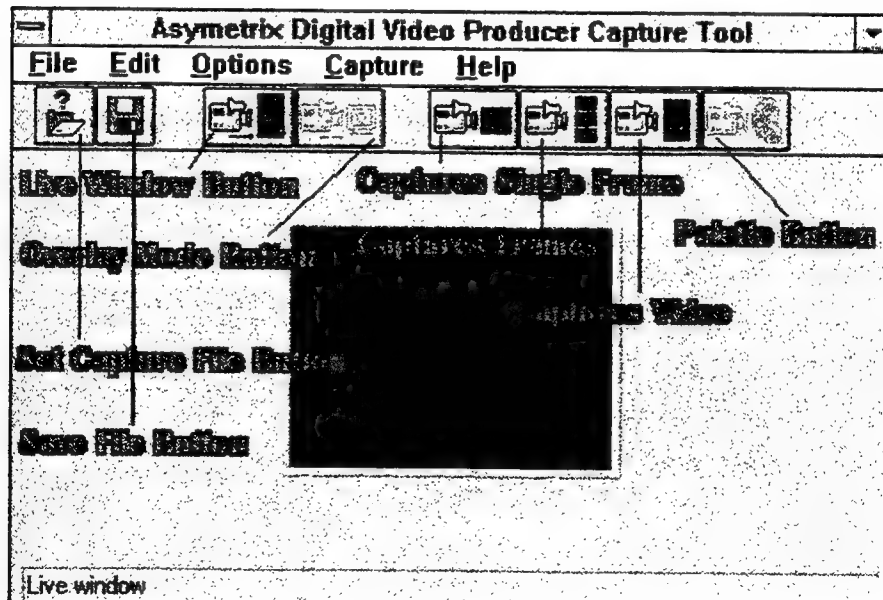 Asymetrix Digital Video Producer Capture Tool
File Edit Options Capture Help
?
Live Window Button
Captures Single Frame
Palette Button
Overlay Mode Button
Captures Frames
Captures Video
Set Capture File Button
Save File Button
Live window